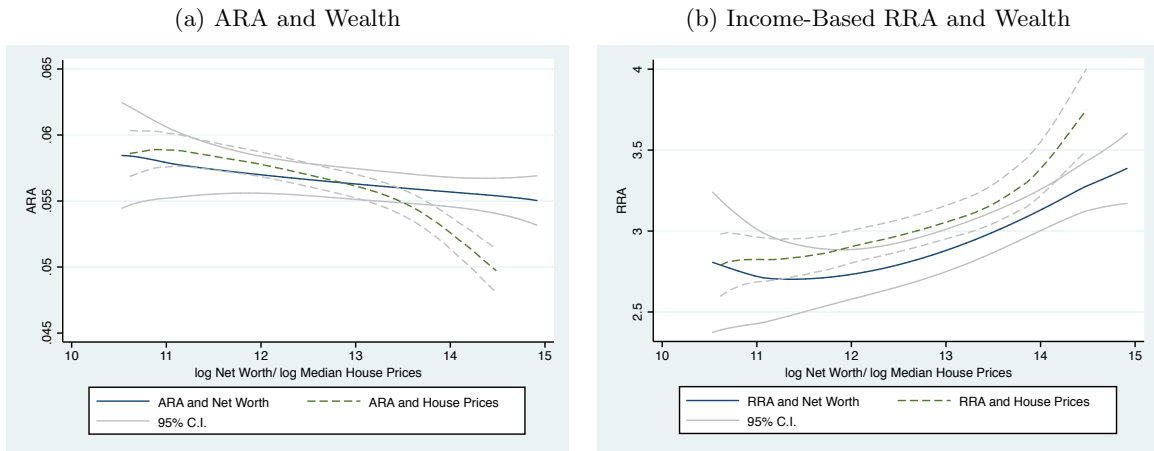 (a) ARA and Wealth
.065
.06
.055
.05
.045
ARA
10 11 12 13 14 15
log Net Worth/ log Median House Prices
ARA and Net Worth
ARA and House Prices
95% C.I.
(b) Income-Based RRA and Wealth
4
3.5
3
2.5
RRA
10 11 12 13 14 15
log Net Worth/ log Median House Prices
RRA and Net Worth
RRA and House Prices
95% C.I.